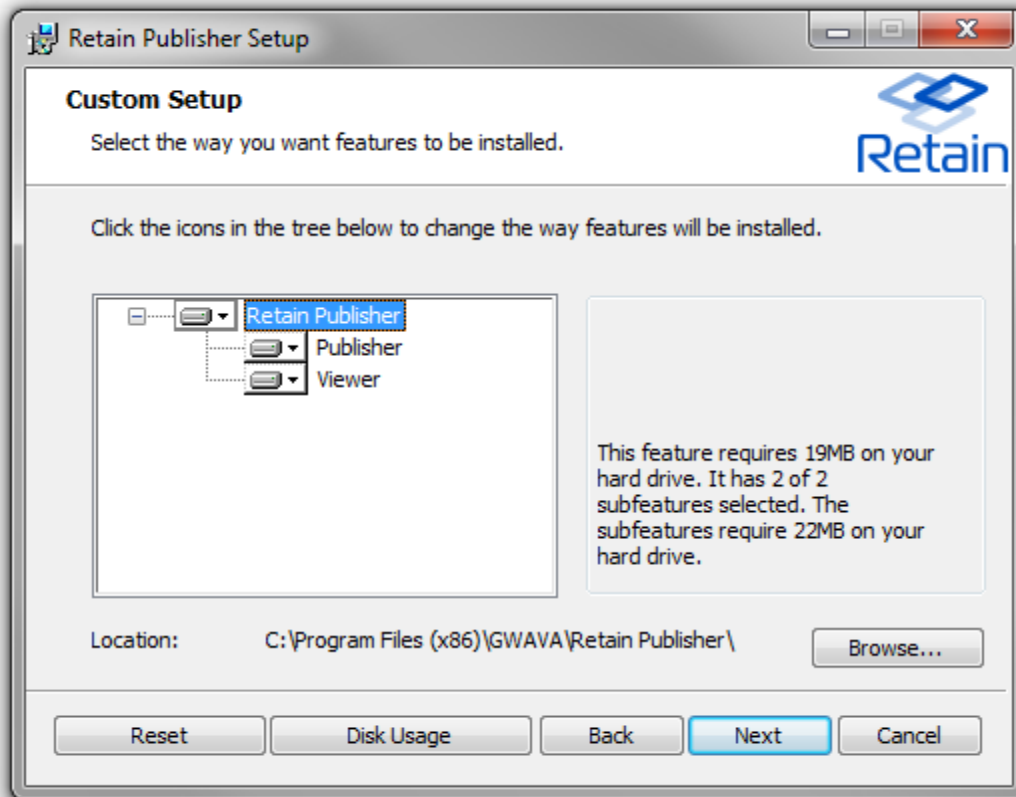 Retain Publisher Setup
Custom Setup
Select the way you want features to be installed.
Retain
Click the icons in the tree below to change the way features will be installed.
Retain Publisher
Publisher
Viewer
This feature requires 19MB on your
hard drive. It has 2 of 2
subfeatures selected. The
subfeatures require 22MB on your
hard drive.
Location: C:\Program Files (x86)\GWAVA\Retain Publisher\
Browse...
Reset Disk Usage Back Next Cancel